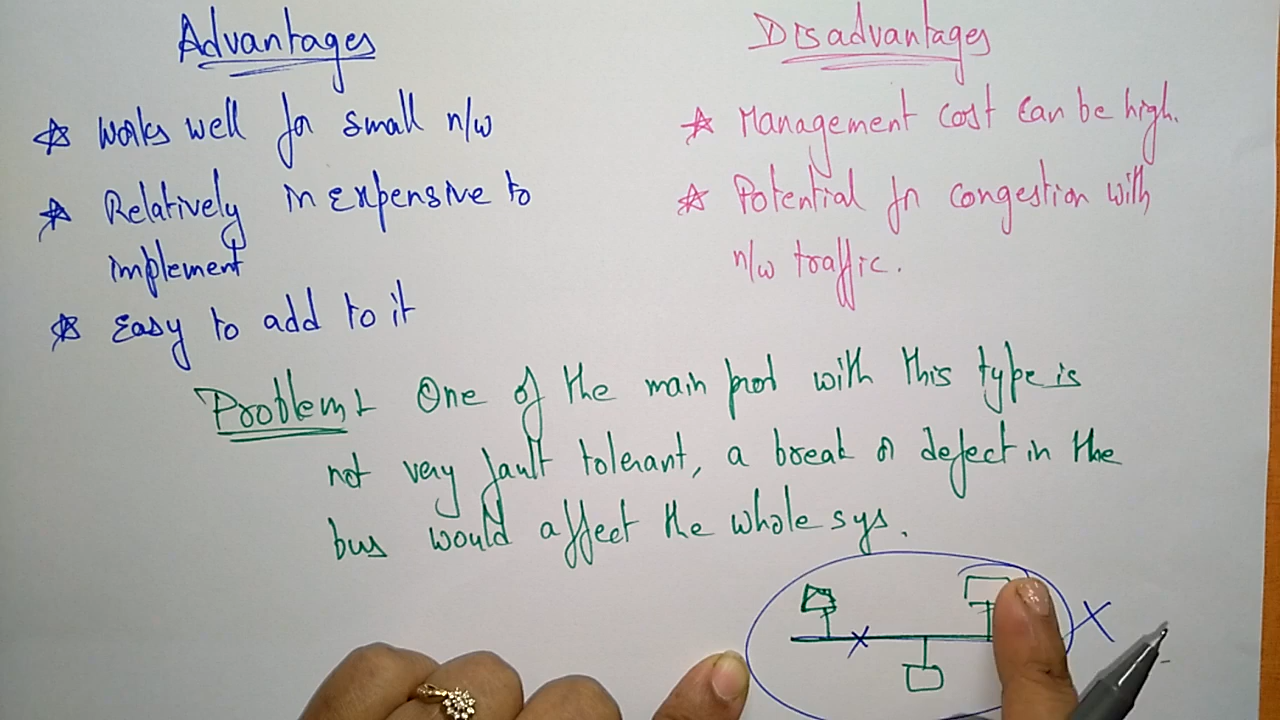 Advantages
* Works well for small n/w
* Relatively inexpensive to
implement
* Easy to add to it
Disadvantages
* Management cost can be high.
* Potential for congestion with
n/w traffic.
Problem:- One of the main prob with this type is
not very fault tolerant, a break or defect in the
bus would affect the whole sys.